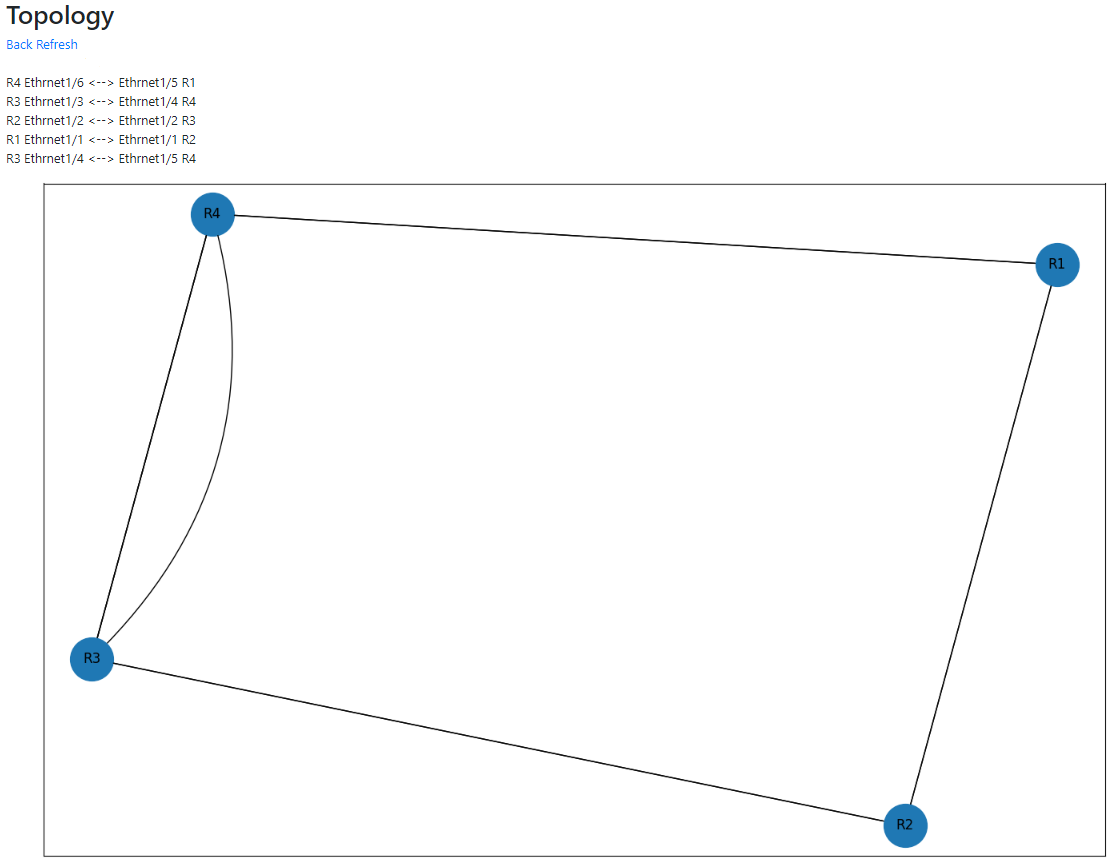 Topology
Back Refresh
R4 Ethrnet1/6 <--> Ethrnet1/5 R1
R3 Ethrnet1/3 <--> Ethrnet1/4 R4
R2 Ethrnet1/2 <--> Ethrnet1/2 R3
R1 Ethrnet1/1 <--> Ethrnet1/1 R2
R3 Ethrnet1/4 <--> Ethrnet1/5 R4
R4
R1
R3
R2